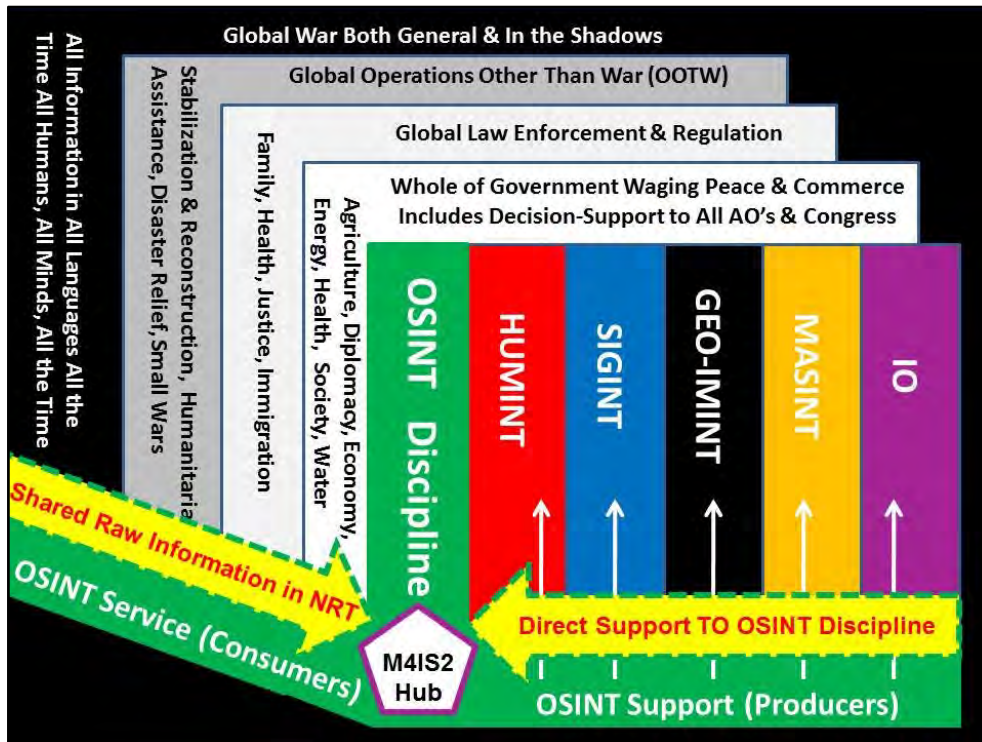 Global War Both General & In the Shadows
All Information in All Languages All the
Time All Humans, All Minds, All the Time
Global Operations Other Than War (OOTW)
Stabilization & Reconstruction, Humanitaria
Assistance, Disaster Relief, Small Wars
Global Law Enforcement & Regulation
Family, Health, Justice, Immigration
Whole of Government Waging Peace & Commerce
Includes Decision-Support to All AO's & Congress
Agriculture, Diplomacy, Economy,
Energy, Health, Society, Water
OSINT Discipline
HUMINT
SIGINT
GEO-IMINT
MASINT
IO
Shared Raw Information in NRT
OSINT Service (Consumers)
M4IS2
Hub
Direct Support TO OSINT Discipline
OSINT Support (Producers)